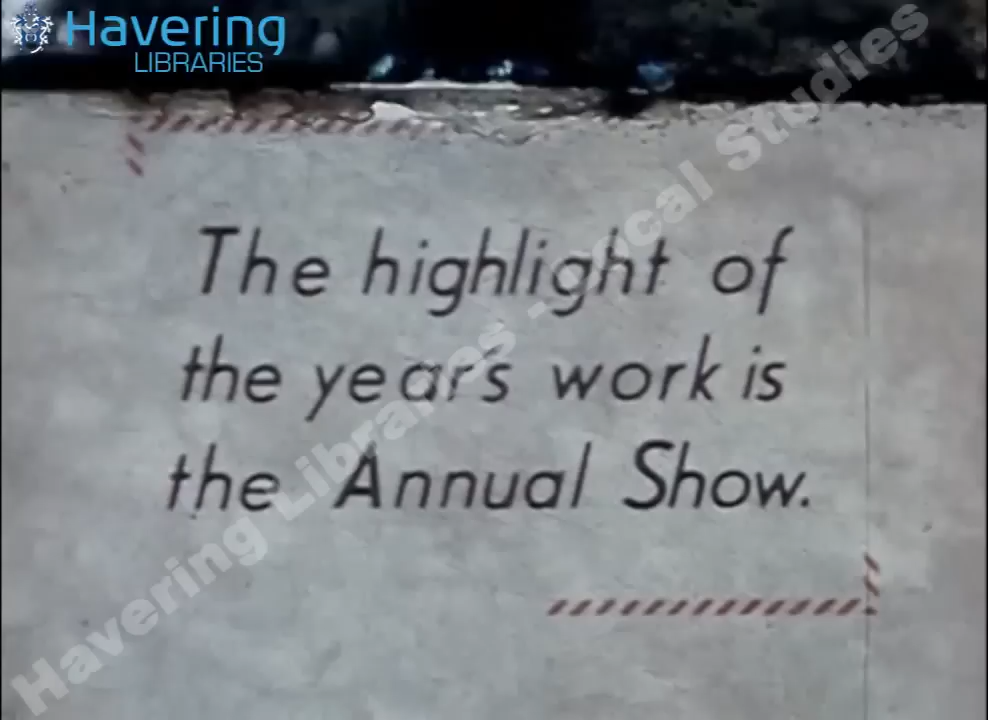 Havering
LIBRARIES
The highlight of
the year's work is
the Annual Show.
Havering Libraries - Local Studies